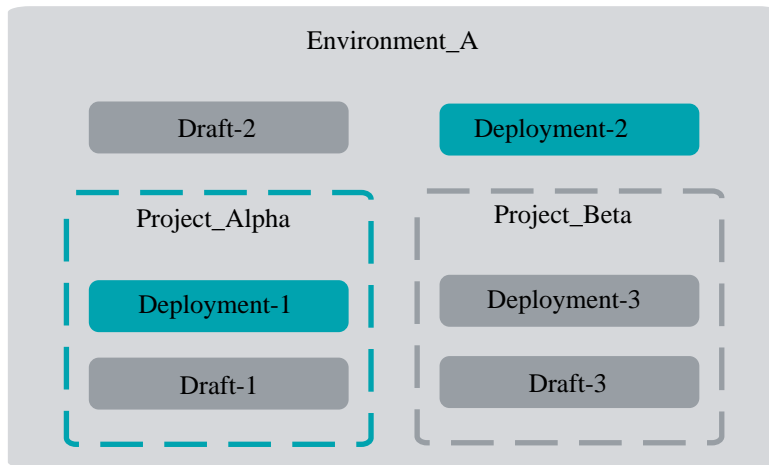 Environment_A
Draft-2
Deployment-2
Project_Alpha
Deployment-1
Draft-1
Project_Beta
Deployment-3
Draft-3